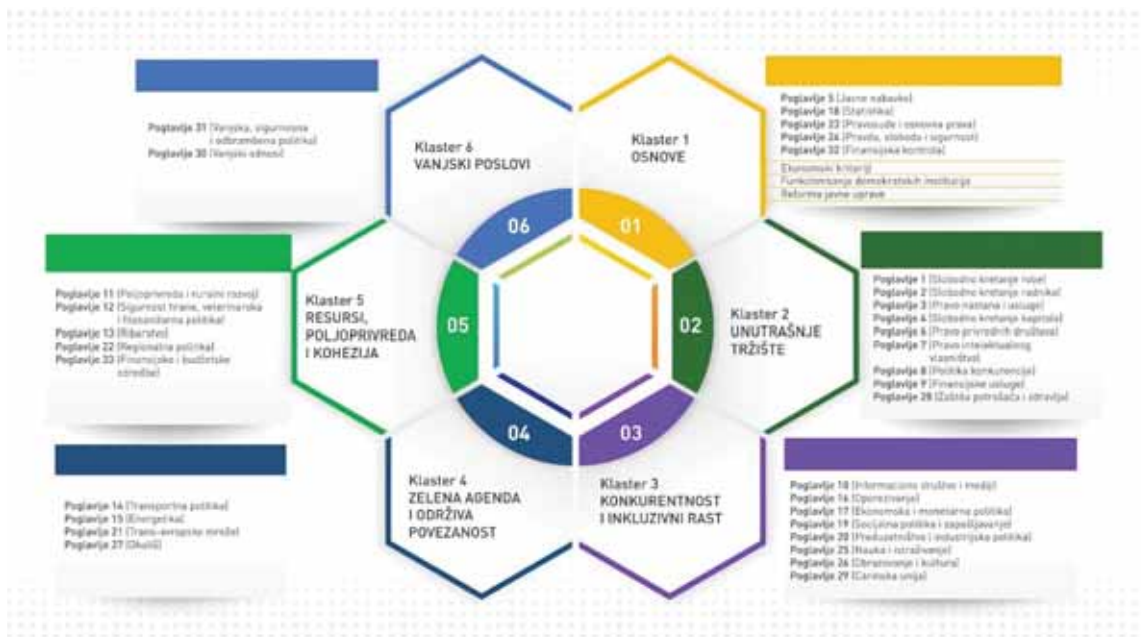 Klaster 1
OSNOVE
01
Poglavlje 5 (Javne nabavke)
Poglavlje 18 (Statistika)
Poglavlje 23 (Pravosuđe i osnovna prava)
Poglavlje 24 (Pravda, sloboda i sigurnost)
Poglavlje 32 (Finansijska kontrola)
Ekonomski kriteriji
Funkcionisanje demokratskih institucija
Reforma javne uprave
Klaster 2
UNUTRAŠNJE
TRŽIŠTE
02
Poglavlje 1 (Slobodno kretanje robe)
Poglavlje 2 (Slobodno kretanje radnika)
Poglavlje 3 (Pravo nastana i usluge)
Poglavlje 4 (Slobodno kretanje kapitala)
Poglavlje 6 (Pravo privrednih društava)
Poglavlje 7 (Pravo intelektualnog
vlasništva)
Poglavlje 8 (Politika konkurencije)
Poglavlje 9 (Finansijske usluge)
Poglavlje 28 (Zaštita potrošača i zdravlja)
Klaster 3
KONKURENTNOST
I INKLUZIVNI RAST
03
Poglavlje 10 (Informaciono društvo i mediji)
Poglavlje 16 (Oporezivanje)
Poglavlje 17 (Ekonomska i monetarna politika)
Poglavlje 19 (Socijalna politika i zapošljavanje)
Poglavlje 20 (Preduzetništvo i industrijska politika)
Poglavlje 25 (Nauka i istraživanje)
Poglavlje 26 (Obrazovanje i kultura)
Poglavlje 29 (Carinska unija)
Klaster 4
ZELENA AGENDA
I ODRŽIVA
POVEZANOST
04
Poglavlje 14 (Transportna politika)
Poglavlje 15 (Energetika)
Poglavlje 21 (Trans-evropske mreže)
Poglavlje 27 (Okoliš)
Klaster 5
RESURSI,
POLJOPRIVREDA
I KOHEZIJA
05
Poglavlje 11 (Poljoprivreda i ruralni razvoj)
Poglavlje 12 (Sigurnost hrane, veterinarska
i fitosanitarna politika)
Poglavlje 13 (Ribarstvo)
Poglavlje 22 (Regionalna politika)
Poglavlje 33 (Finansijske i budžetske
odredbe)
Klaster 6
VANJSKI POSLOVI
06
Poglavlje 31 (Vanjska, sigurnosna
i odbrambena politika)
Poglavlje 30 (Vanjski odnosi)